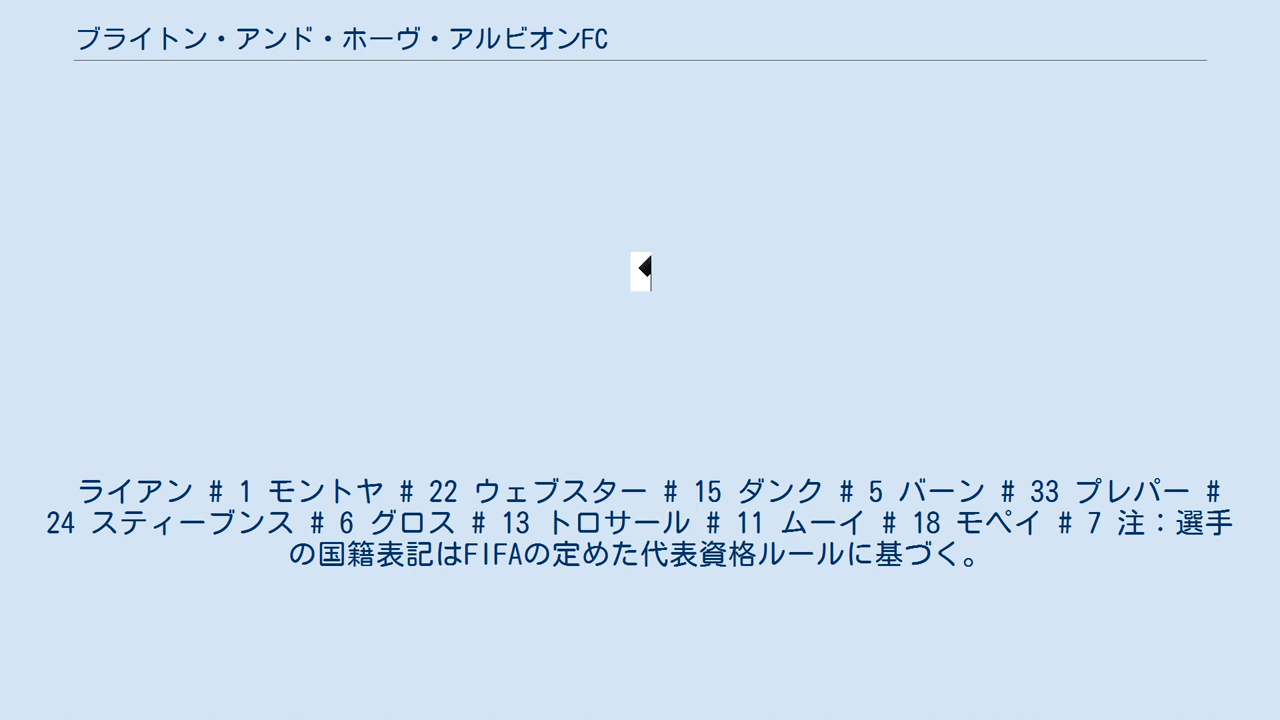 ブライトン・アンド・ホーヴ・アルビオンFC
ライアン # 1 モントヤ # 22 ウェブスター # 15 ダンク # 5 バーン # 33 プレパー #
24 スティーブンス # 6 グロス # 13 トロサール # 11 ムーイ # 18 モペイ # 7 注：選手
の国籍表記はFIFAの定めた代表資格ルールに基づく。